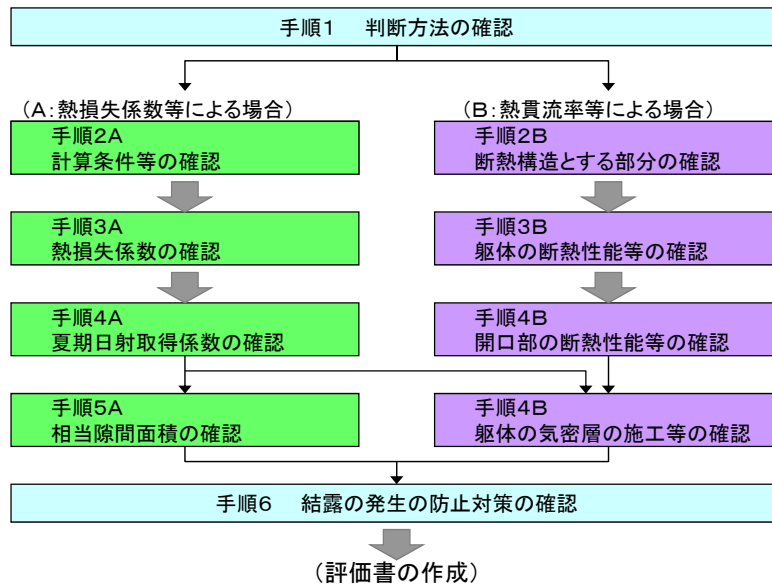 手順1　判断方法の確認
(A:熱損失係数等による場合)
(B:熱貫流率等による場合)
手順2A
計算条件等の確認
手順2B
断熱構造とする部分の確認
手順3A
熱損失係数の確認
手順3B
躯体の断熱性能等の確認
手順4A
夏期日射取得係数の確認
手順4B
開口部の断熱性能等の確認
手順5A
相当隙間面積の確認
手順4B
躯体の気密層の施工等の確認
手順6　結露の発生の防止対策の確認
(評価書の作成)